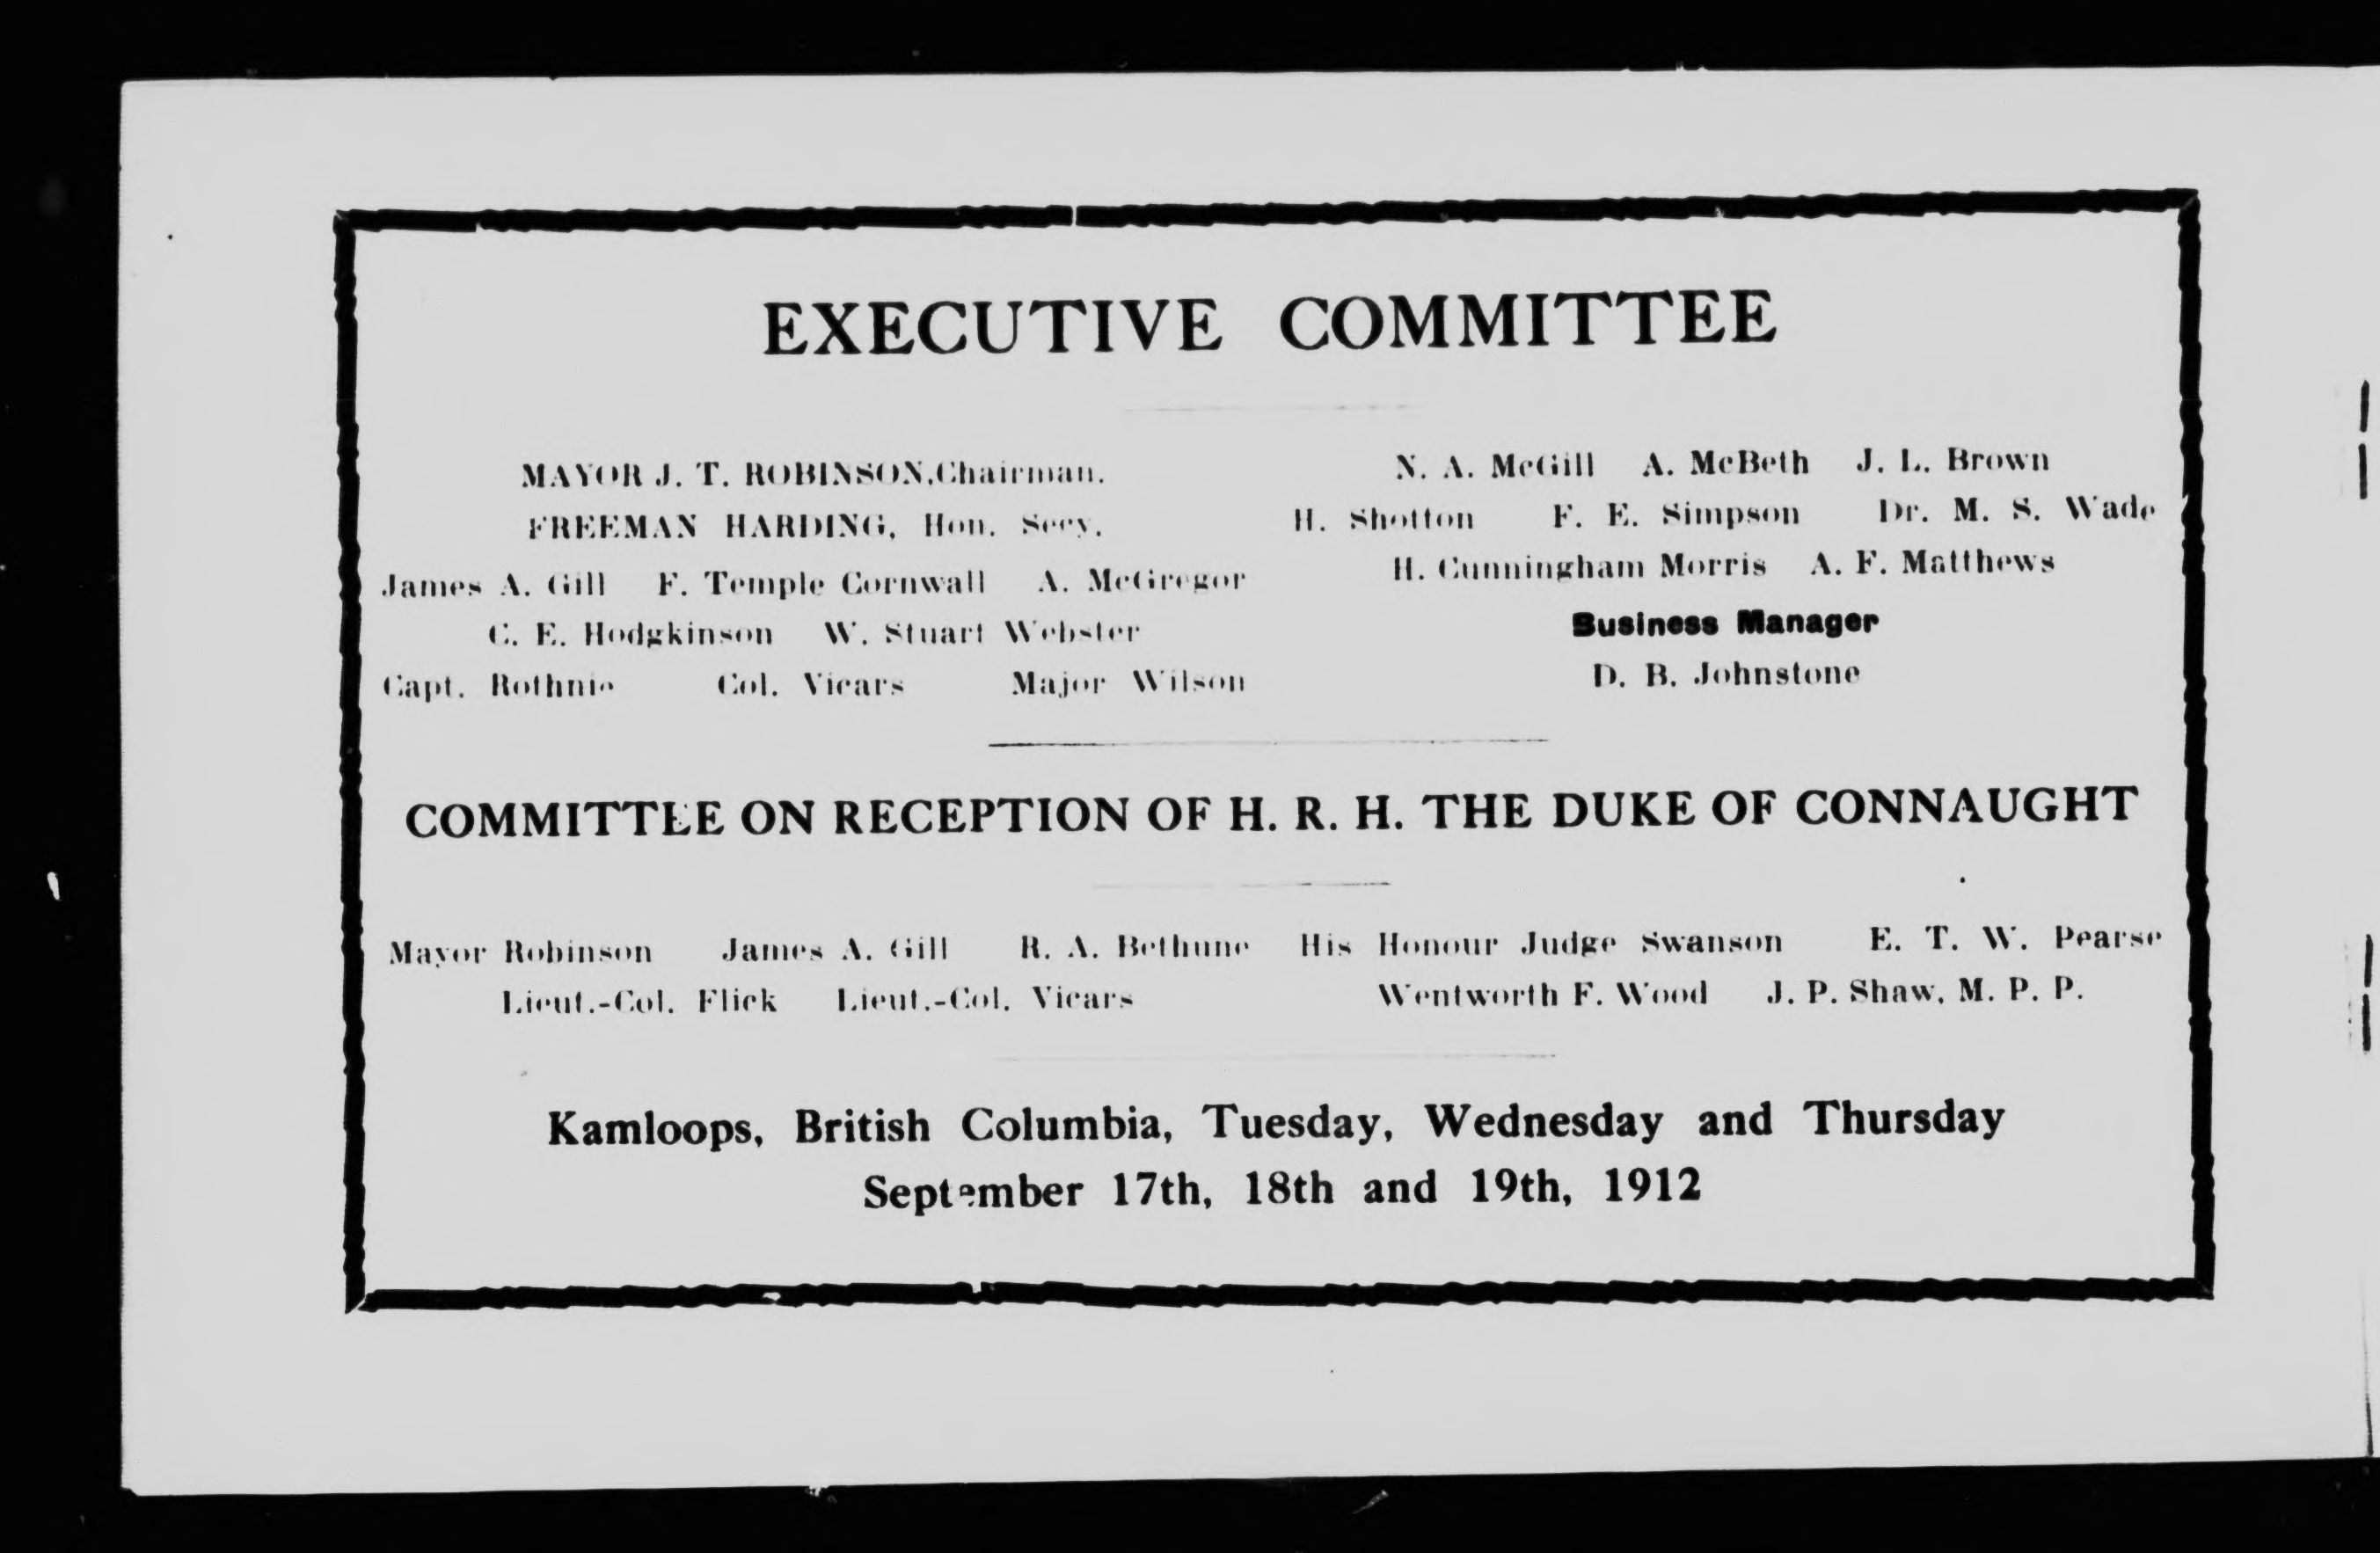 EXECUTIVE COMMITTEE
MAYOR J. T. ROBINSON, Chairman.
FREEMAN HARDING, Hon. Secy.
James A. Gill F. Temple Cornwall A. McGregor
C. E. Hodgkinson W. Stuart Webster
Capt. Rothnie Col. Vicars Major Wilson
N. A. McGill A. McBeth J. L. Brown
H. Shotton F. E. Simpson Dr. M. S. Wade
H. Cunningham Morris A. F. Matthews
Business Manager
D. B. Johnstone
COMMITTEE ON RECEPTION OF H. R. H. THE DUKE OF CONNAUGHT
Mayor Robinson James A. Gill R. A. Bethune
Lieut.-Col. Flick Lieut.-Col. Vicars
His Honour Judge Swanson E. T. W. Pearse
Wentworth F. Wood J. P. Shaw, M. P. P.
Kamloops, British Columbia, Tuesday, Wednesday and Thursday
September 17th, 18th and 19th, 1912